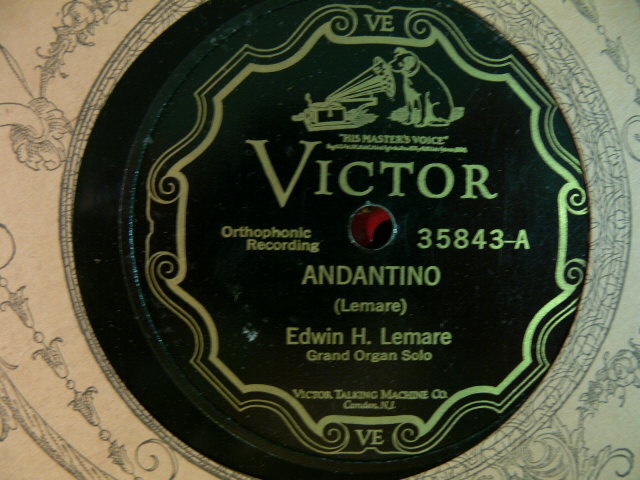 VE
"HIS MASTER'S VOICE"
VICTOR
Orthophonic
Recording
35843-A
ANDANTINO
(Lemare)
Edwin H. Lemare
Grand Organ Solo
VICTOR TALKING MACHINE CO.
Camden, N.J.
VE